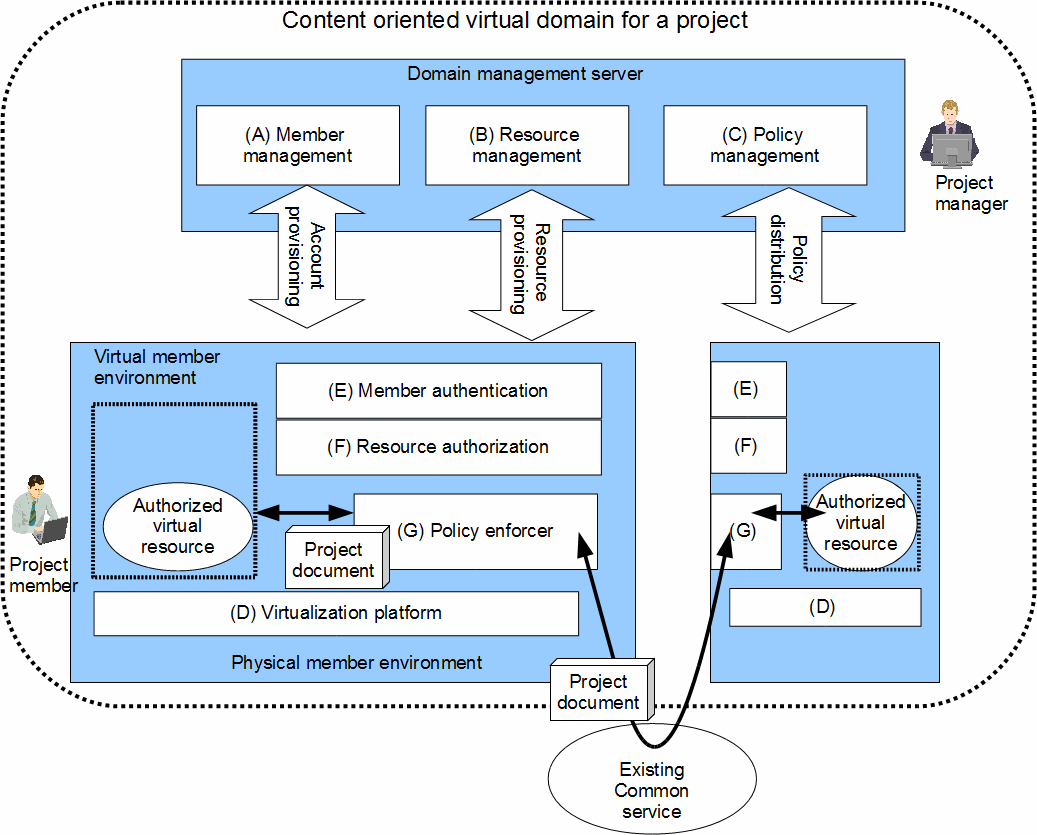 Content oriented virtual domain for a project
Domain management server
(A) Member
management
(B) Resource
management
(C) Policy
management
Project
manager
Account
provisioning
Resource
provisioning
Policy
distribution
Virtual member
environment
(E) Member authentication
(F) Resource authorization
Authorized
virtual
resource
(G) Policy enforcer
Project
document
(D) Virtualization platform
Physical member environment
Project
member
(E)
(F)
(G)
Authorized
virtual
resource
(D)
Project
document
Existing
Common
service